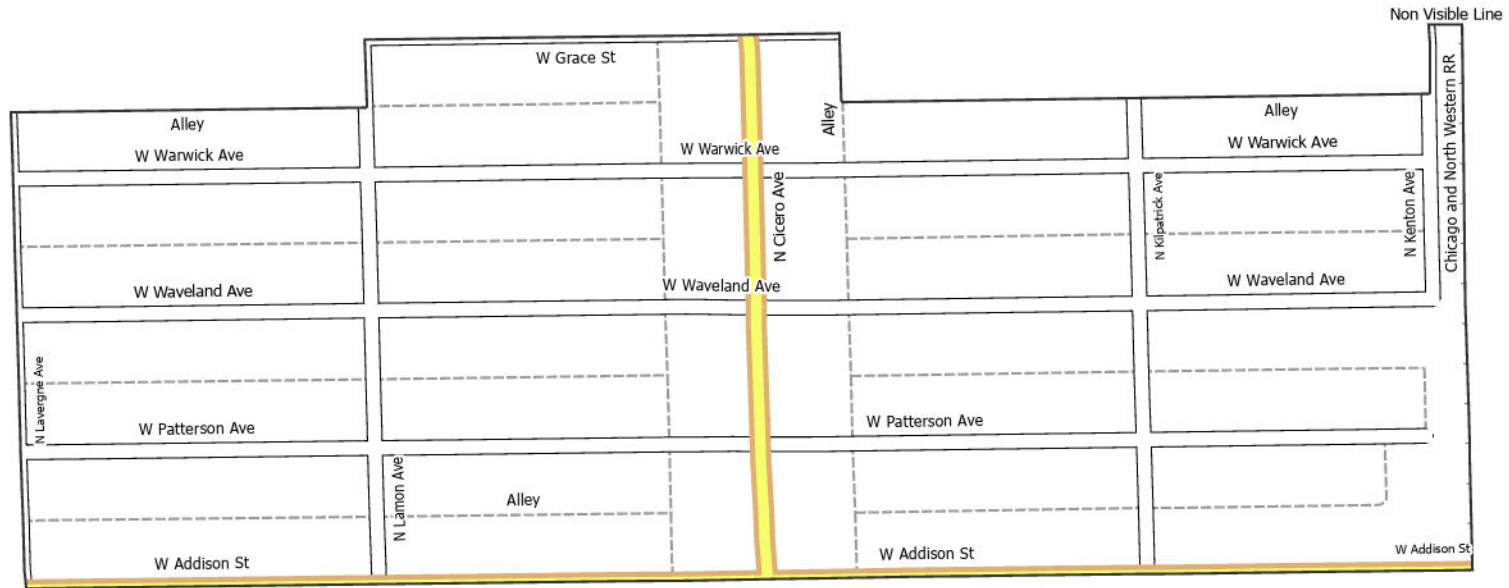 Non Visible Line
W Grace St
Chicago and North Western RR
Alley
Alley
Alley
W Warwick Ave
W Warwick Ave
W Warwick Ave
N Cicero Ave
N Kilpatrick Ave
N Kenton Ave
W Waveland Ave
W Waveland Ave
W Waveland Ave
N Lavergne Ave
W Patterson Ave
W Patterson Ave
N Lamon Ave
Alley
W Addison St
W Addison St
W Addison St